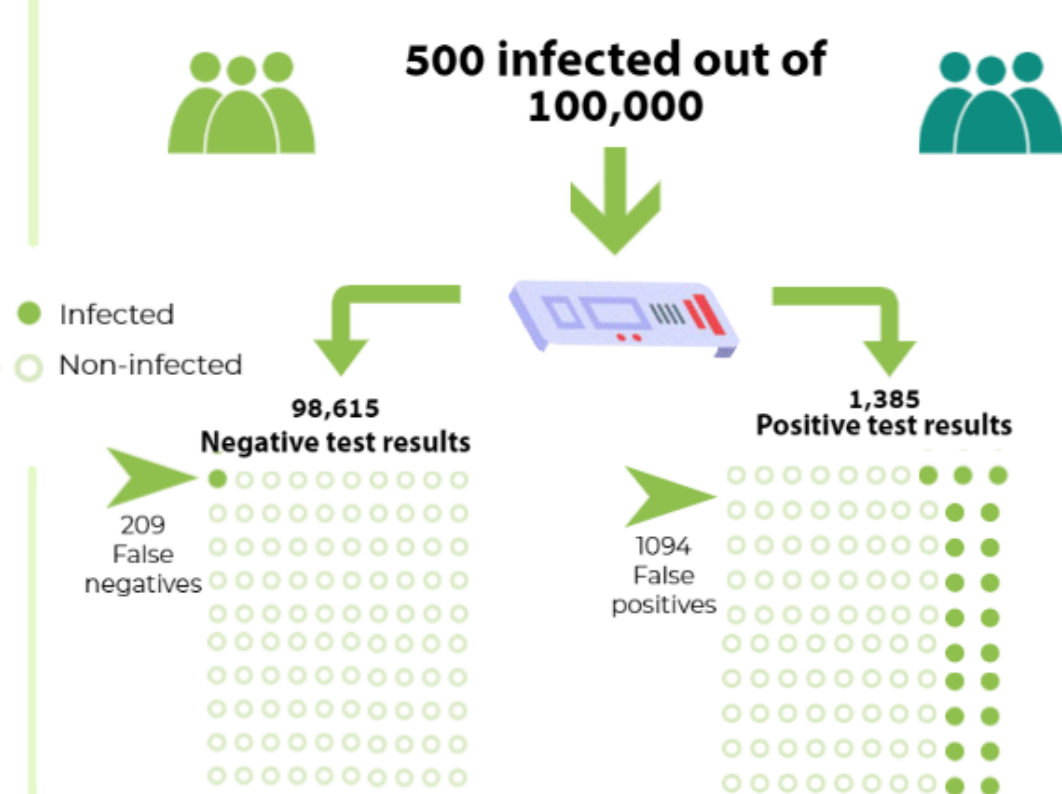 500 infected out of
100,000
Infected
Non-infected
98,615
Negative test results
209
False
negatives
1,385
Positive test results
1094
False
positives